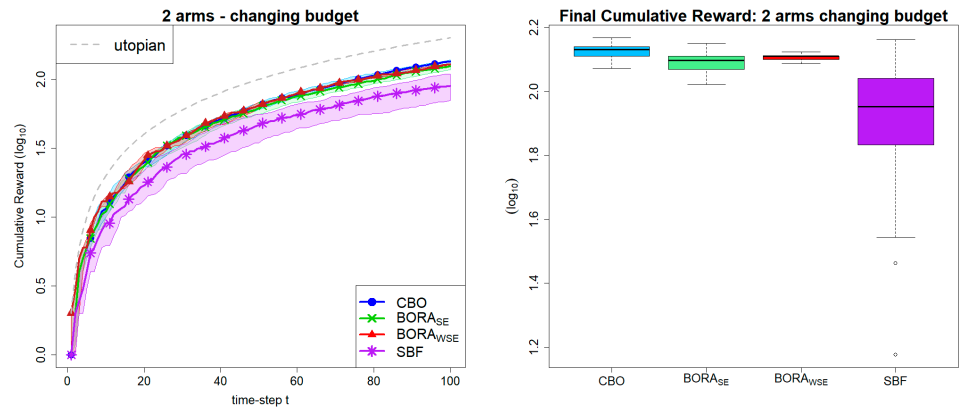 2 arms - changing budget
utopian
Cumulative Reward (log10)
0.0
0.5
1.0
1.5
2.0
0
20
40
60
80
100
time-step t
CBO
BORASE
BORAWSE
SBF
Final Cumulative Reward: 2 arms changing budget
(log10)
1.2
1.4
1.6
1.8
2.0
2.2
CBO
BORASE
BORAWSE
SBF